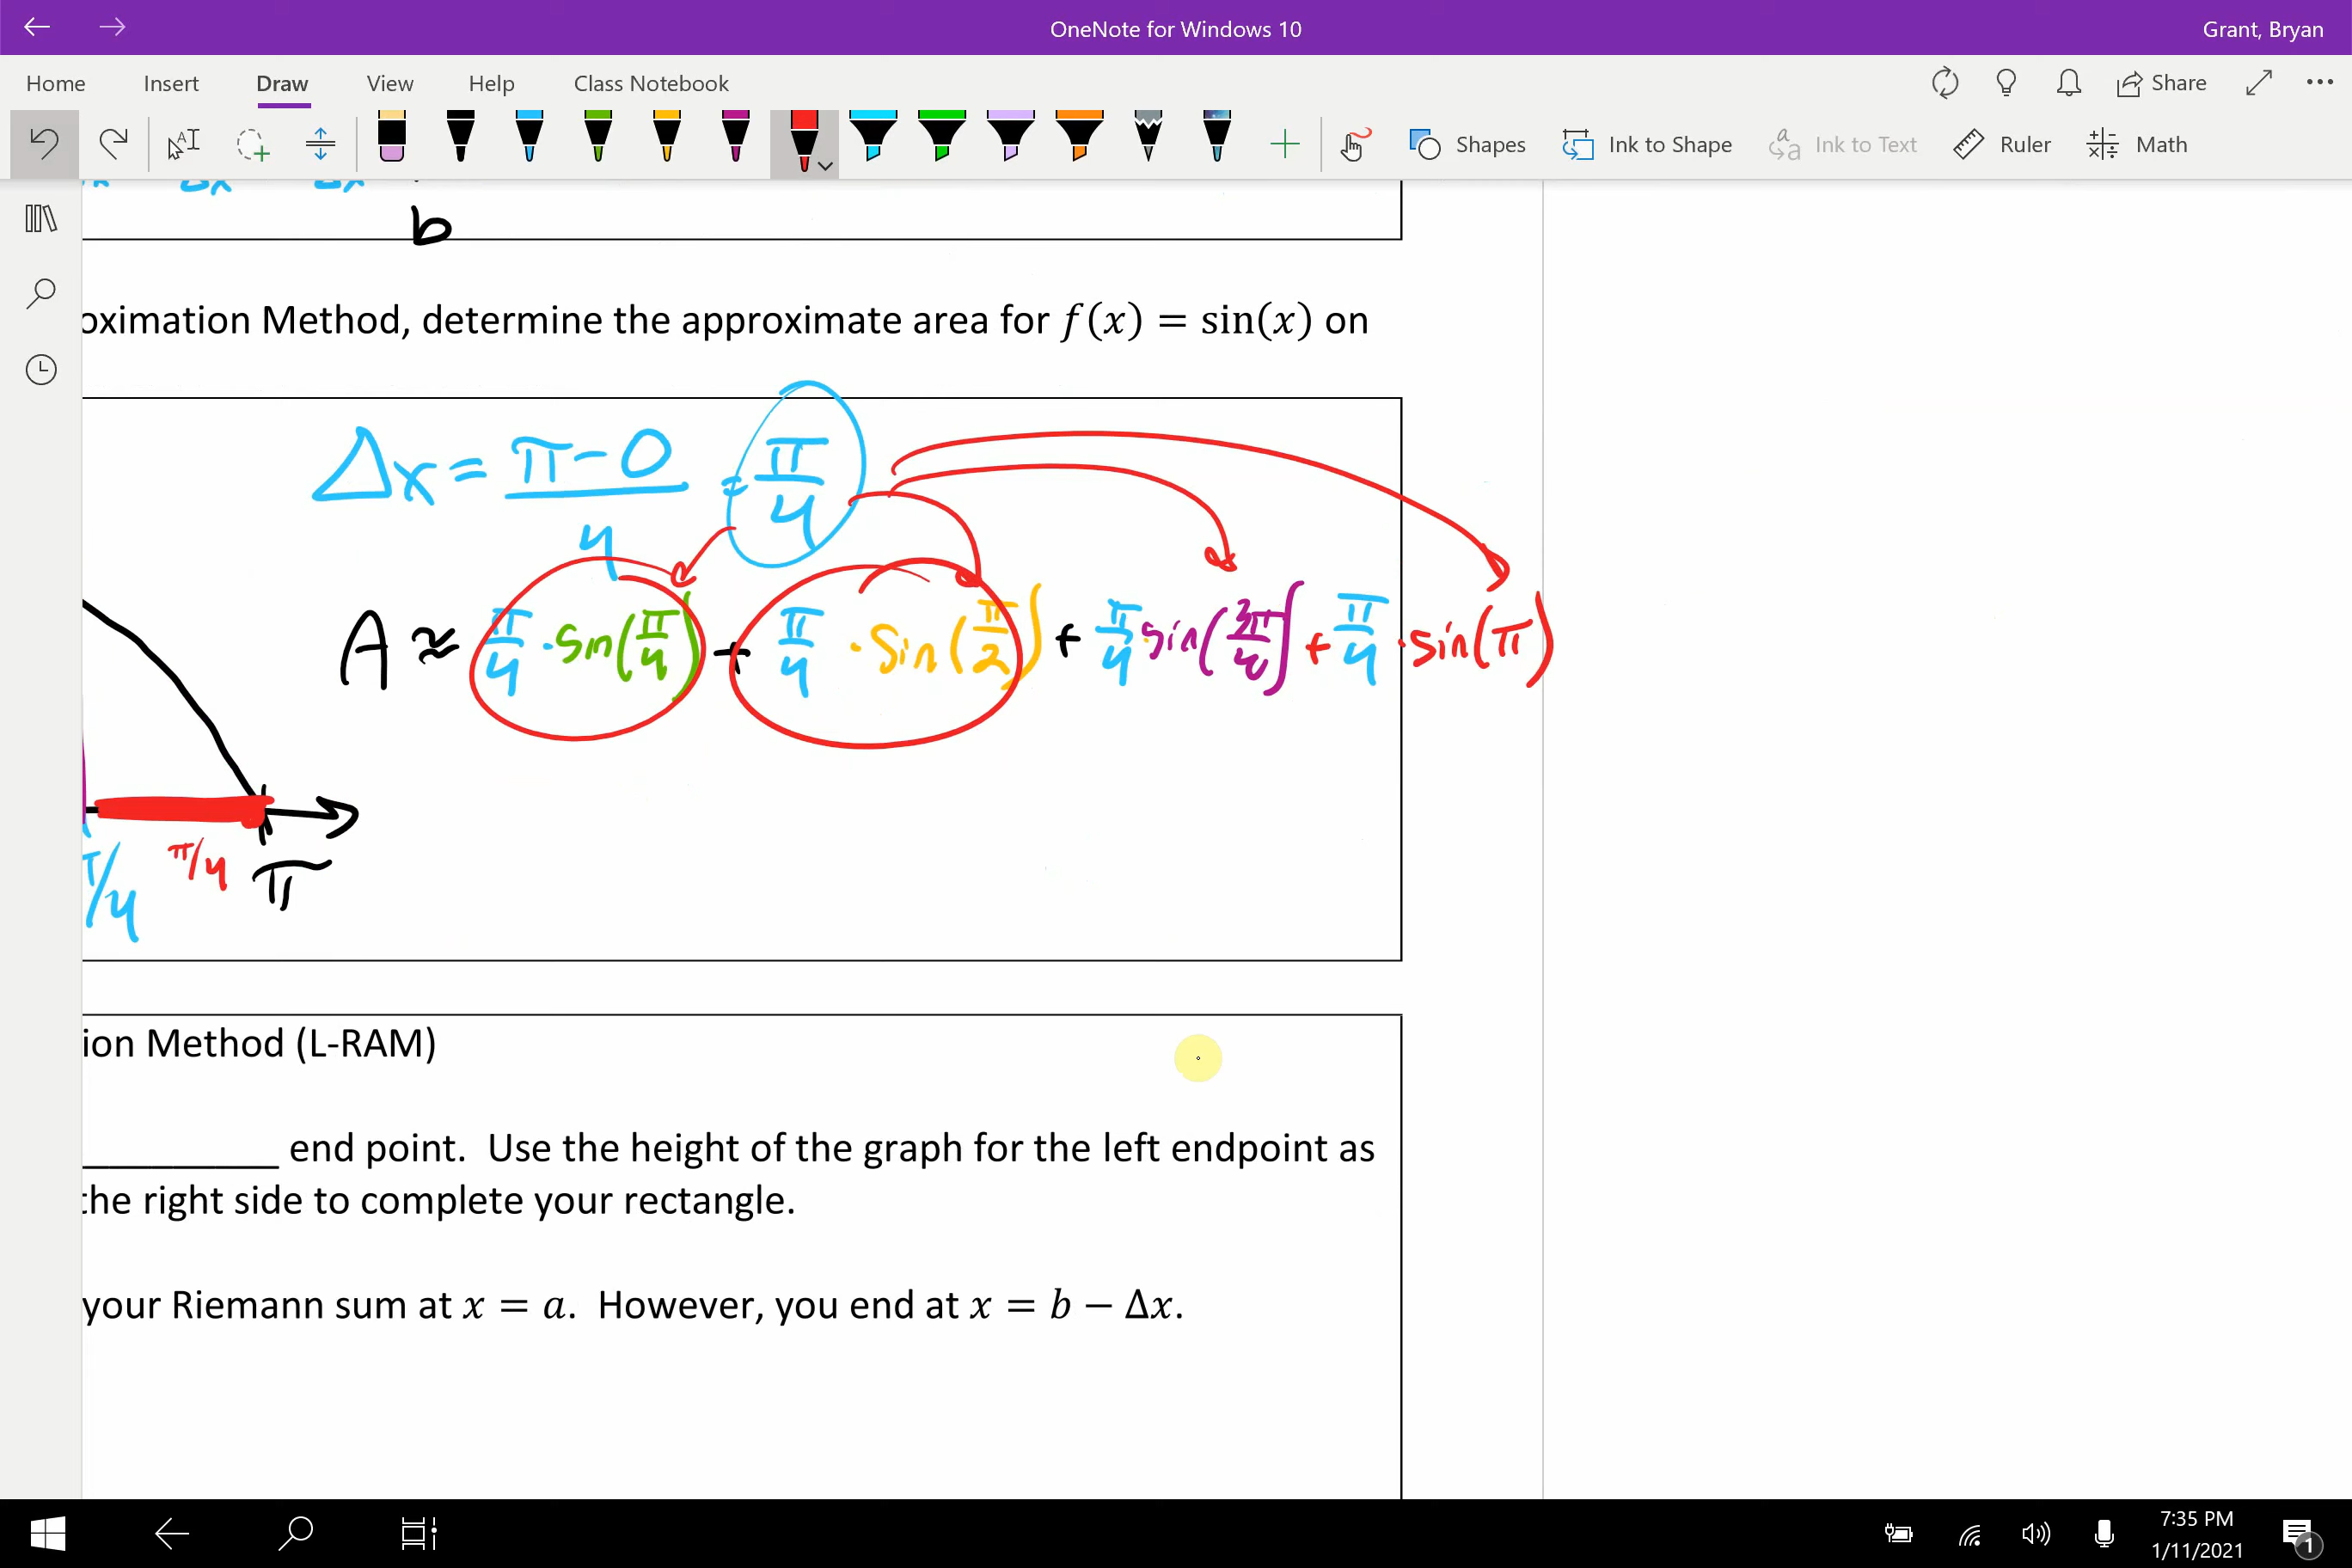 OneNote for Windows 10
Grant, Bryan
Home Insert Draw View Help Class Notebook
Share
Shapes Ink to Shape Ink to Text Ruler Math
b
oximation Method, determine the approximate area for f(x) = sin(x) on
Δx = π-0/4 = π/4
A ≈ π/4 · sin(π/4) + π/4 · sin(π/2) + π/4 sin(3π/4) + π/4 · sin(π)
π/4 π/4 π
ion Method (L-RAM)
__________ end point. Use the height of the graph for the left endpoint as
the right side to complete your rectangle.
your Riemann sum at x = a. However, you end at x = b − Δx.
7:35 PM
1/11/2021
1